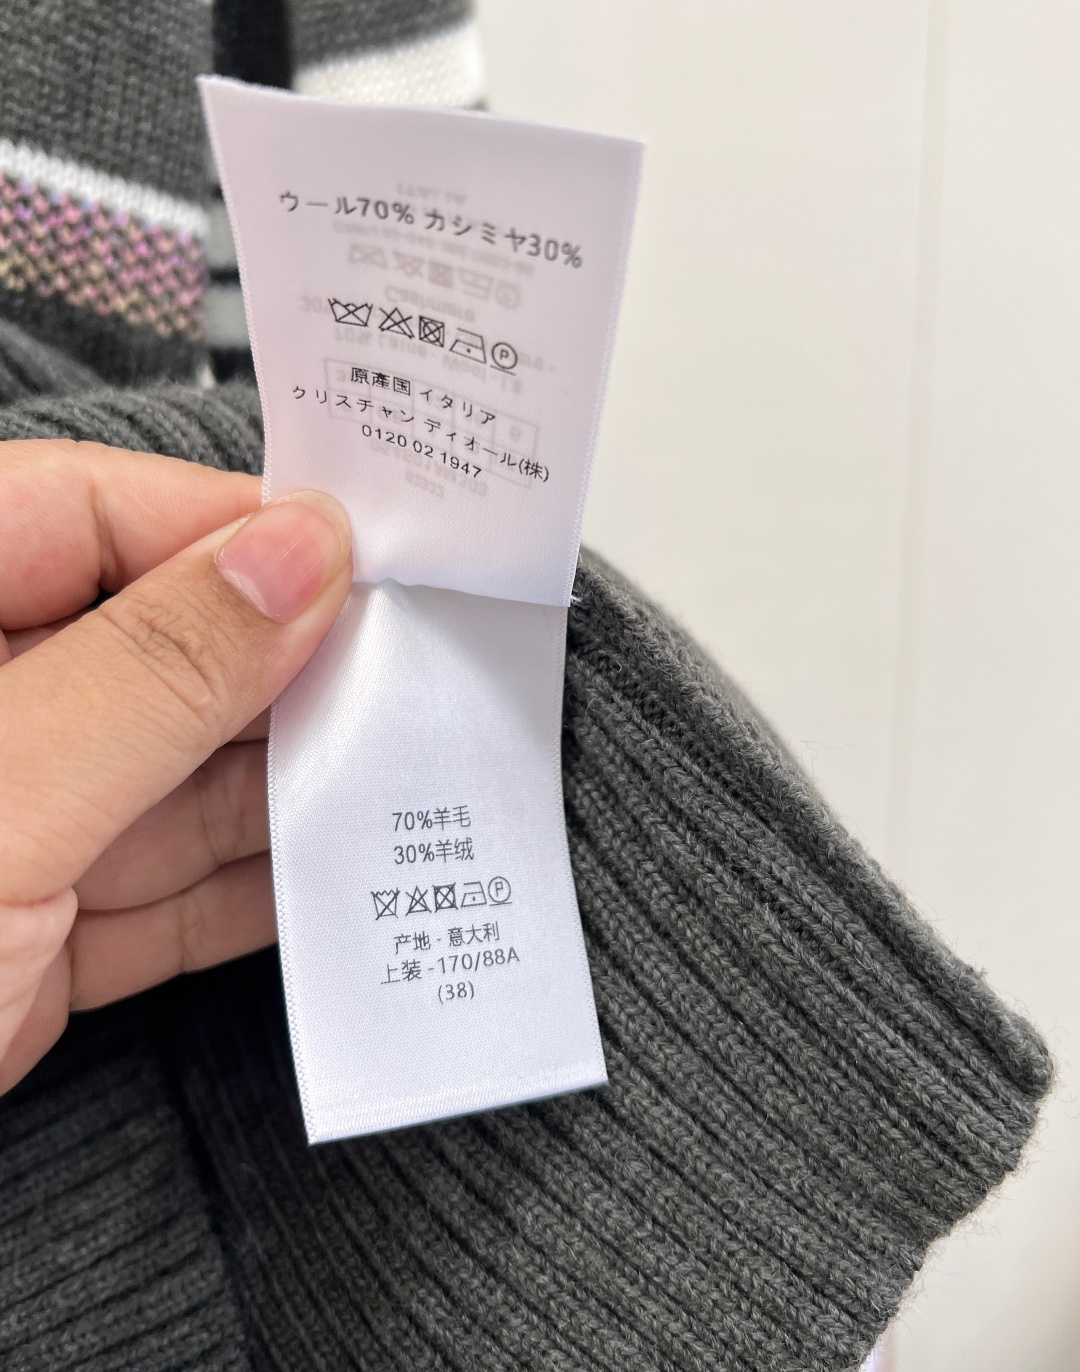 ウール70% カシミヤ30%
P
原産国 イタリア
クリスチャン ディオール(株)
0120 02 1947
70%羊毛
30%羊绒
P
产地 - 意大利
上装 -170/88A
(38)